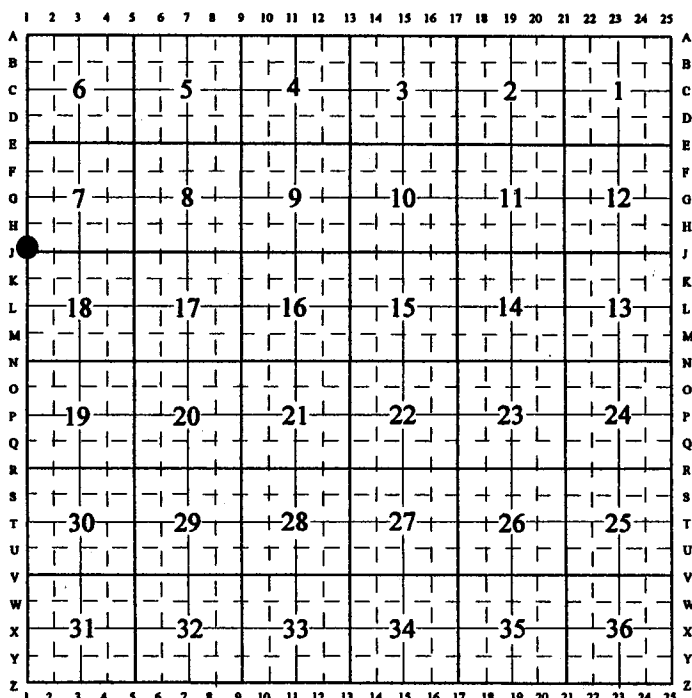 1 2 3 4 5 6 7 8 9 10 11 12 13 14 15 16 17 18 19 20 21 22 23 24 25
A A
B B
C 6 5 4 3 2 1 C
D D
E E
F F
G 7 8 9 10 11 12 G
H H
J J
K K
L 18 17 16 15 14 13 L
M M
N N
O O
P 19 20 21 22 23 24 P
Q Q
R R
S S
T 30 29 28 27 26 25 T
U U
V V
W W
X 31 32 33 34 35 36 X
Y Y
Z Z
1 2 3 4 5 6 7 8 9 10 11 12 13 14 15 16 17 18 19 20 21 22 23 24 25